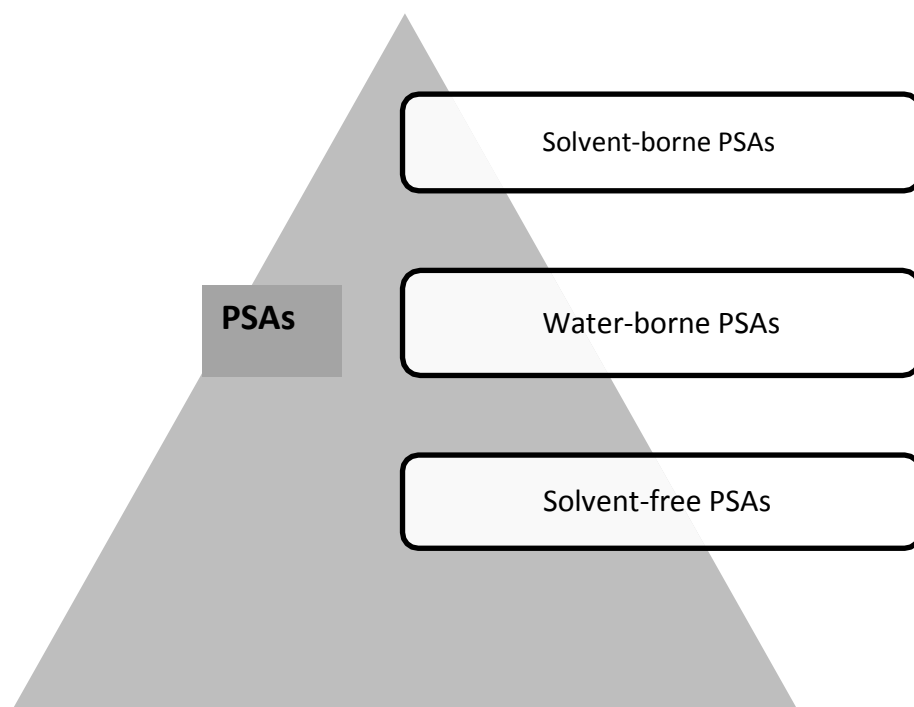 Solvent-borne PSAs
PSAs
Water-borne PSAs
Solvent-free PSAs